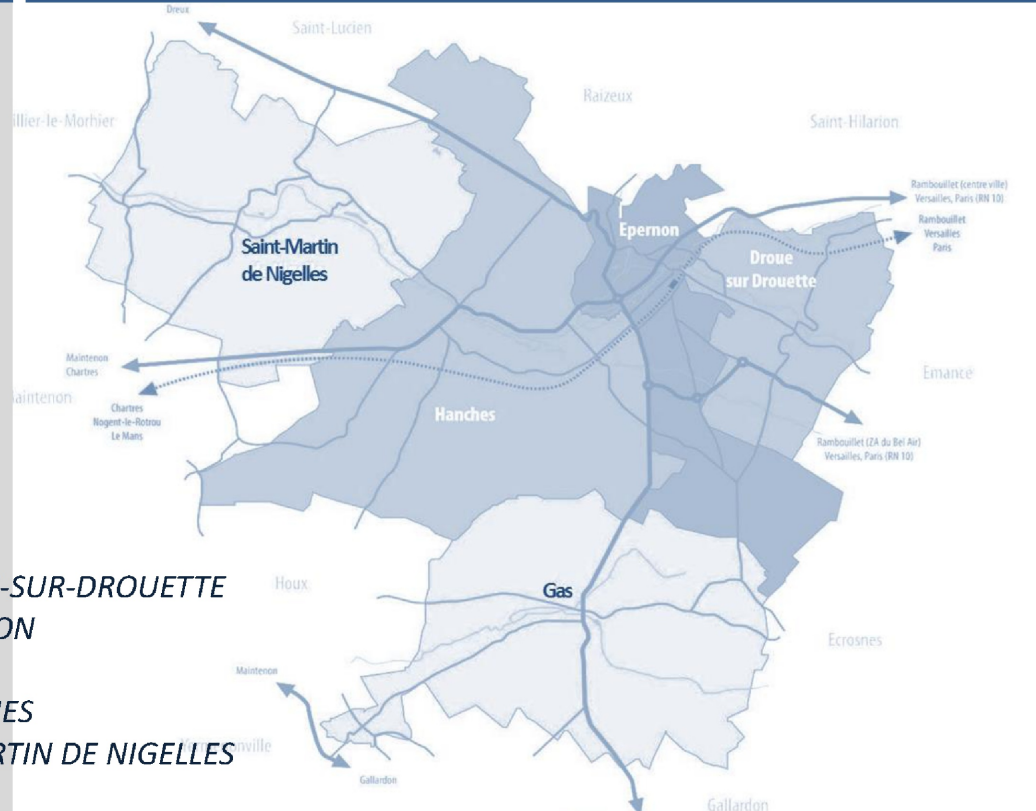 Dreux
Saint-Lucien
Raizeux
illier-le-Morhier
Saint-Hilarion
Rambouillet (centre ville)
Versailles, Paris (RN 10)
Rambouillet
Versailles
Paris
Epernon
Saint-Martin
de Nigelles
Droue
sur Drouette
Maintenon
Chartres
aintenon
Emance
Chartres
Nogent-le-Rotrou
Le Mans
Hanches
Rambouillet (ZA du Bel Air)
Versailles, Paris (RN 10)
-SUR-DROUETTE
Houx
Gas
ON
Ecrosnes
Maintenon
ES
RTIN DE NIGELLES
Gallardon
Gallardon